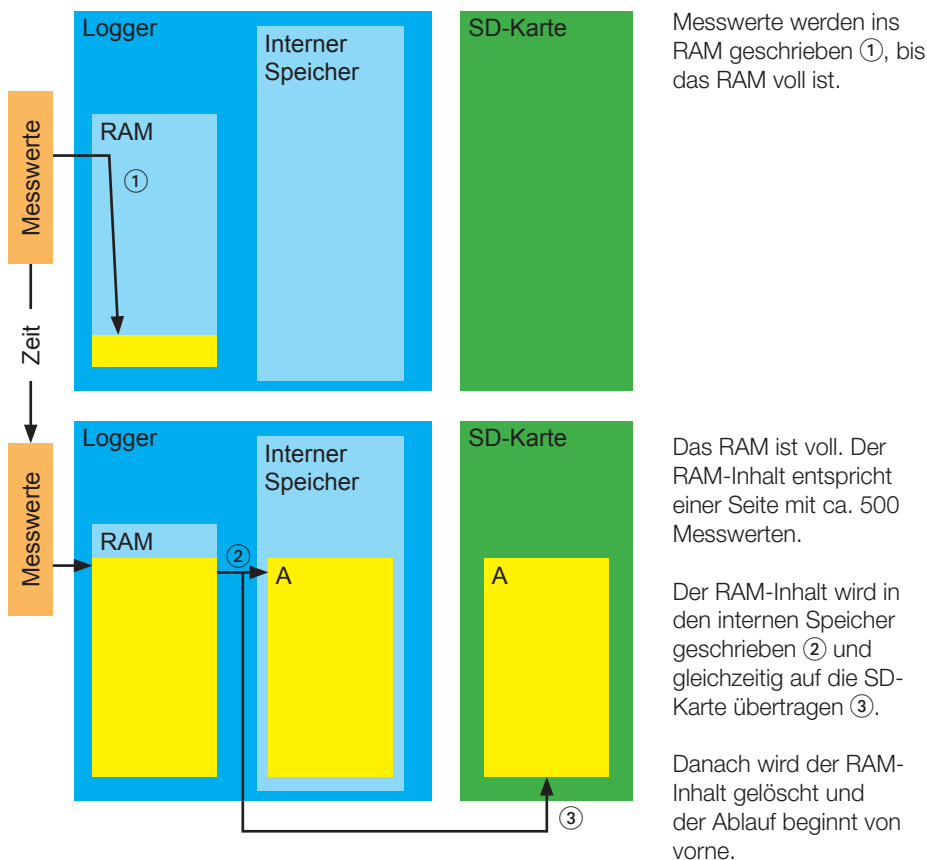 Logger
Interner
Speicher
RAM
①
Messwerte
Zeit
SD-Karte
Messwerte werden ins
RAM geschrieben ①, bis
das RAM voll ist.
Messwerte
Logger
RAM
Interner
Speicher
②
A
SD-Karte
A
③
Das RAM ist voll. Der
RAM-Inhalt entspricht
einer Seite mit ca. 500
Messwerten.
Der RAM-Inhalt wird in
den internen Speicher
geschrieben ② und
gleichzeitig auf die SD-
Karte übertragen ③.
Danach wird der RAM-
Inhalt gelöscht und
der Ablauf beginnt von
vorne.